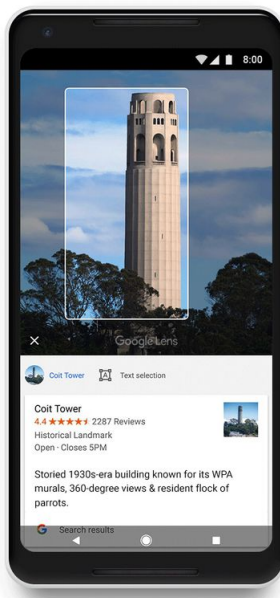 8:00
Google Lens
Coit Tower
Text selection
Coit Tower
4.4 2287 Reviews
Historical Landmark
Open · Closes 5PM
Storied 1930s-era building known for its WPA
murals, 360-degree views & resident flock of
parrots.
Search results